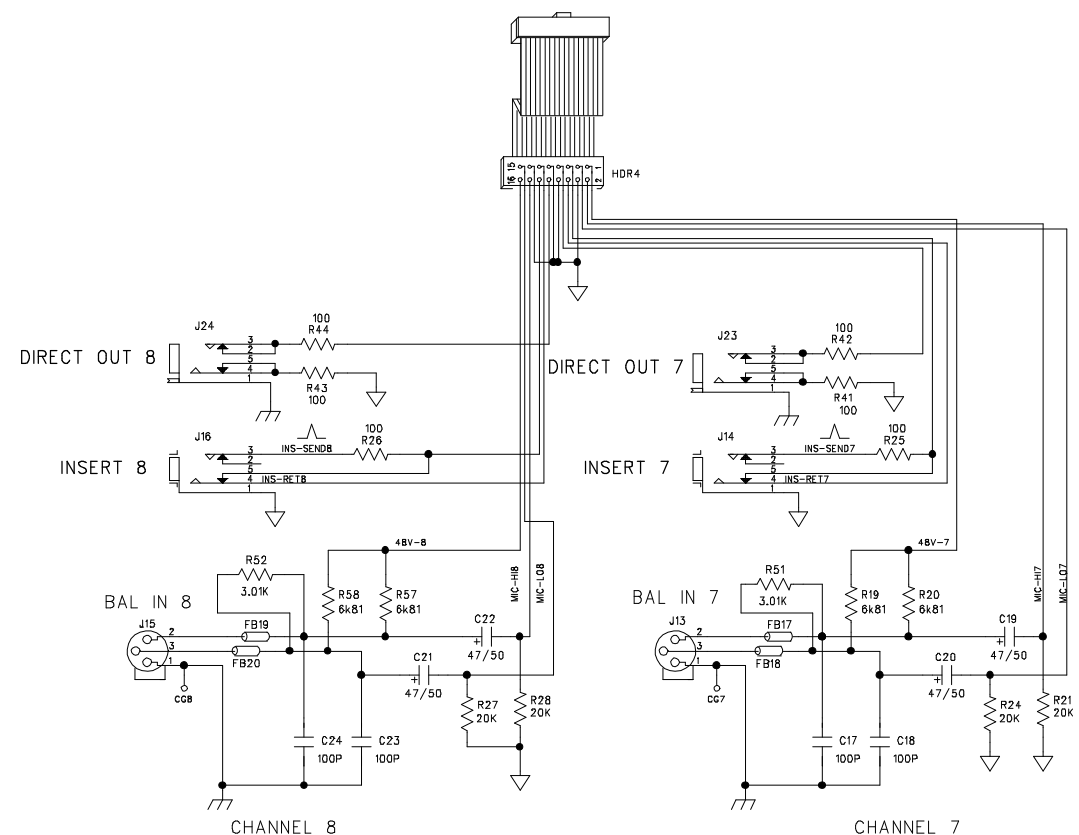 15 1
16 2
HDR4
J24
100
R44
3
2
5
4
1
DIRECT OUT 8
R43
100
J23
100
R42
3
2
5
4
1
DIRECT OUT 7
R41
100
J16
100
R26
3
2
5
4
1
INS-SEND8
INS-RET8
INSERT 8
J14
100
R25
3
2
5
4
1
INS-SEND7
INS-RET7
INSERT 7
48V-8
R52
3.01K
R58
6k81
R57
6k81
MIC-HI8
MIC-LO8
BAL IN 8
J15
2
3
1
FB19
FB20
C22
+
47/50
C21
+
47/50
CG8
R27
20K
R28
20K
C24
100P
C23
100P
CHANNEL 8
48V-7
R51
3.01K
R19
6k81
R20
6k81
MIC-HI7
MIC-LO7
BAL IN 7
J13
2
3
1
FB17
FB18
C19
+
47/50
C20
+
47/50
CG7
R24
20K
R21
20K
C17
100P
C18
100P
CHANNEL 7